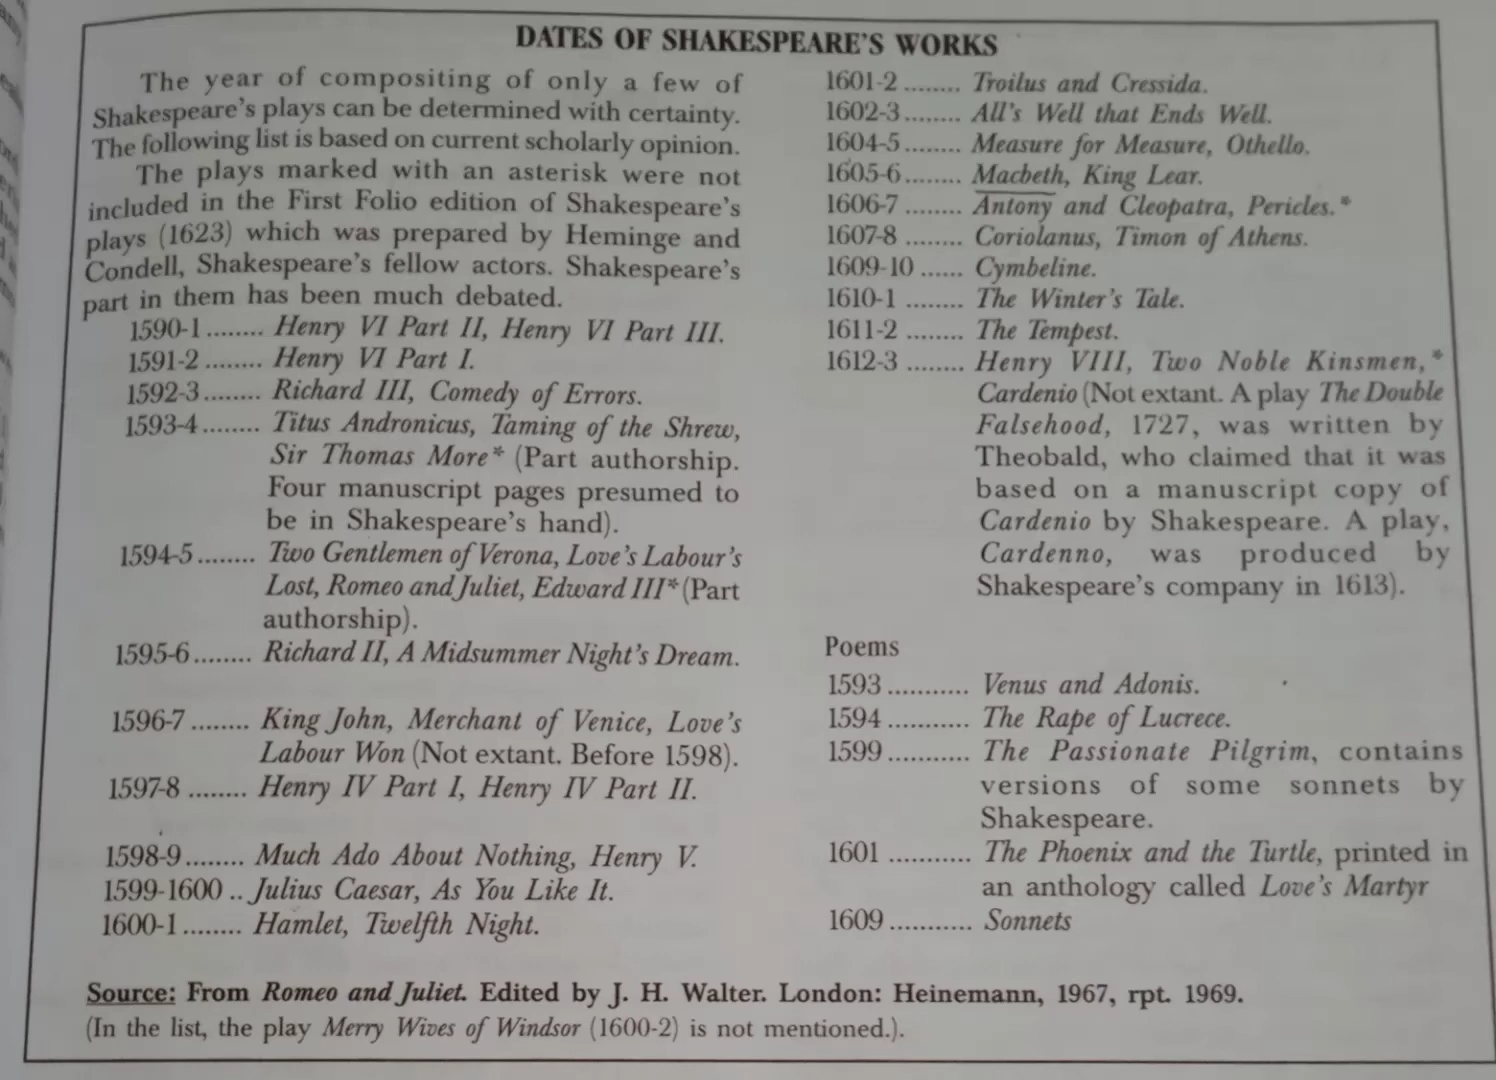 DATES OF SHAKESPEARE'S WORKS
The year of compositing of only a few of
Shakespeare's plays can be determined with certainty.
The following list is based on current scholarly opinion.
The plays marked with an asterisk were not
included in the First Folio edition of Shakespeare's
plays (1623) which was prepared by Heminge and
Condell, Shakespeare's fellow actors. Shakespeare's
part in them has been much debated.
1590-1........ Henry VI Part II, Henry VI Part III.
1591-2........ Henry VI Part I.
1592-3........ Richard III, Comedy of Errors.
1593-4........ Titus Andronicus, Taming of the Shrew,
Sir Thomas More* (Part authorship.
Four manuscript pages presumed to
be in Shakespeare's hand).
1594-5........ Two Gentlemen of Verona, Love's Labour's
Lost, Romeo and Juliet, Edward III* (Part
authorship).
1595-6........ Richard II, A Midsummer Night's Dream.
1596-7........ King John, Merchant of Venice, Love's
Labour Won (Not extant. Before 1598).
1597-8........ Henry IV Part I, Henry IV Part II.
1598-9........ Much Ado About Nothing, Henry V.
1599-1600.. Julius Caesar, As You Like It.
1600-1........ Hamlet, Twelfth Night.
1601-2........ Troilus and Cressida.
1602-3........ All's Well that Ends Well.
1604-5........ Measure for Measure, Othello.
1605-6........ Macbeth, King Lear.
1606-7........ Antony and Cleopatra, Pericles.*
1607-8........ Coriolanus, Timon of Athens.
1609-10...... Cymbeline.
1610-1........ The Winter's Tale.
1611-2........ The Tempest.
1612-3........ Henry VIII, Two Noble Kinsmen,*
Cardenio (Not extant. A play The Double
Falsehood, 1727, was written by
Theobald, who claimed that it was
based on a manuscript copy of
Cardenio by Shakespeare. A play,
Cardenno, was produced by
Shakespeare's company in 1613).
Poems
1593........... Venus and Adonis.
1594........... The Rape of Lucrece.
1599........... The Passionate Pilgrim, contains
versions of some sonnets by
Shakespeare.
1601........... The Phoenix and the Turtle, printed in
an anthology called Love's Martyr
1609........... Sonnets
Source: From Romeo and Juliet. Edited by J. H. Walter. London: Heinemann, 1967, rpt. 1969.
(In the list, the play Merry Wives of Windsor (1600-2) is not mentioned.).